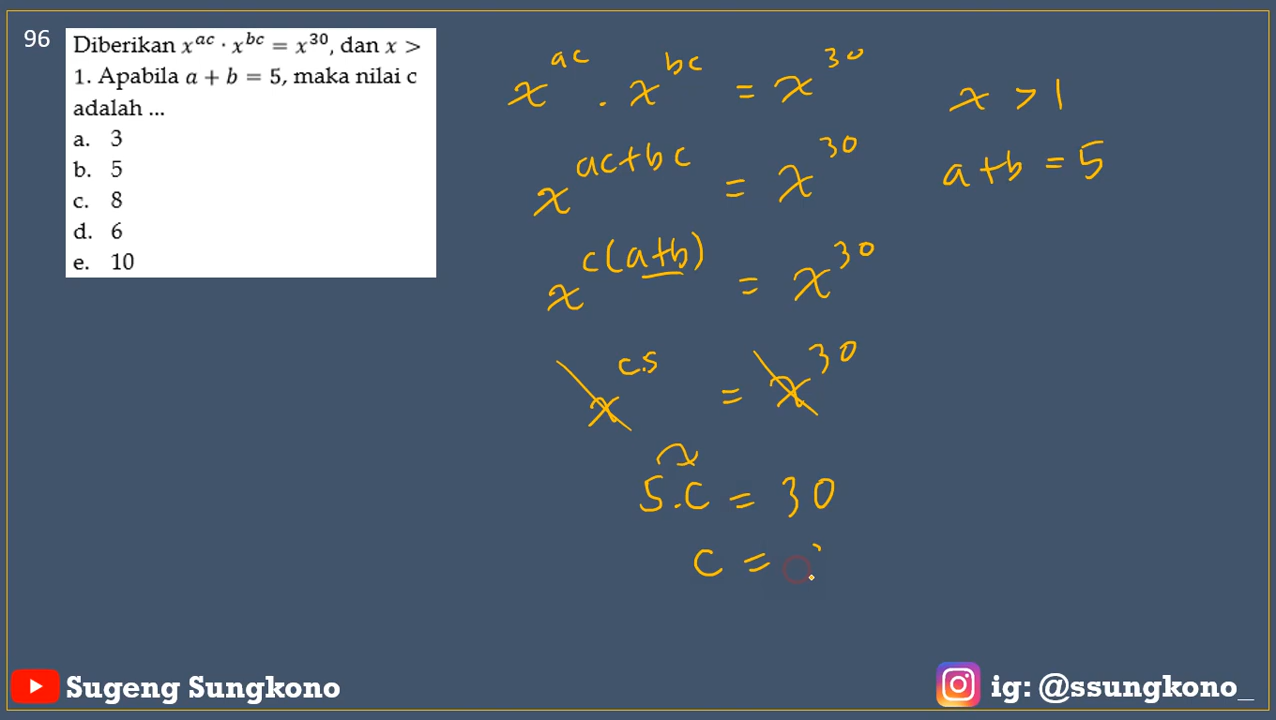 96
Diberikan x^{ac} · x^{bc} = x^{30}, dan x >
1. Apabila a + b = 5, maka nilai c
adalah ...
a. 3
b. 5
c. 8
d. 6
e. 10
x^{ac} . x^{bc} = x^{30}
x > 1
x^{ac+bc} = x^{30}
a+b = 5
x^{c(a+b)} = x^{30}
x^{c.5} = x^{30}
5.c = 30
c =
Sugeng Sungkono
ig: @ssungkono_